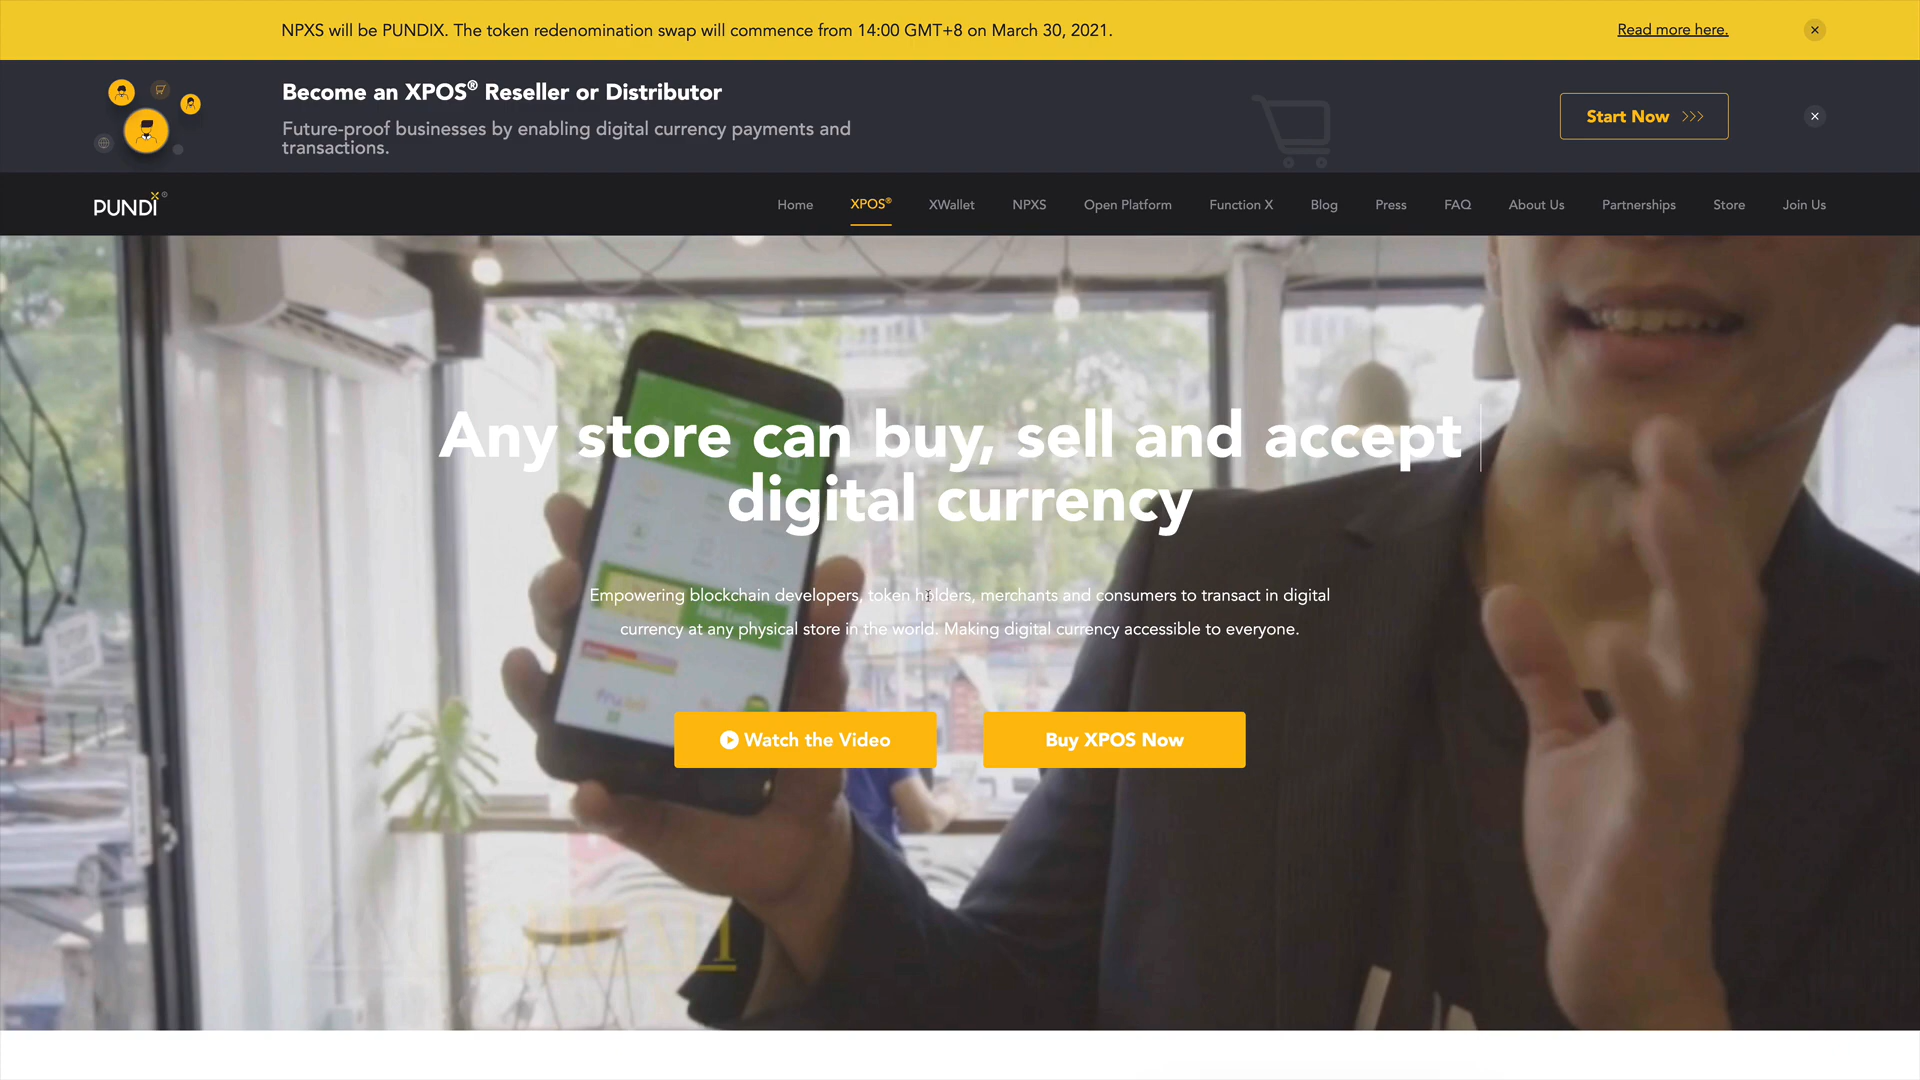 NPXS will be PUNDIX. The token redenomination swap will commence from 14:00 GMT+8 on March 30, 2021.
Read more here.
Become an XPOS® Reseller or Distributor
Future-proof businesses by enabling digital currency payments and
transactions.
Start Now
PUNDI X ®
Home XPOS® XWallet NPXS Open Platform Function X Blog Press FAQ About Us Partnerships Store Join Us
Any store can buy, sell and accept
digital currency
Empowering blockchain developers, token holders, merchants and consumers to transact in digital
currency at any physical store in the world. Making digital currency accessible to everyone.
Watch the Video
Buy XPOS Now